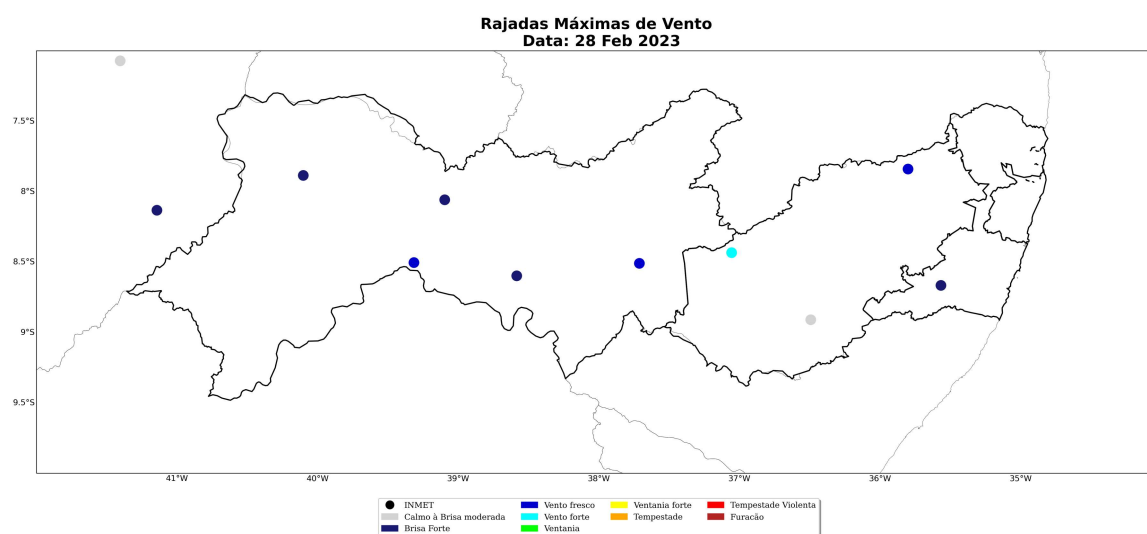 Rajadas Máximas de Vento
Data: 28 Feb 2023
7.5°S
8°S
8.5°S
9°S
9.5°S
41°W
40°W
39°W
38°W
37°W
36°W
35°W
INMET
Calmo à Brisa moderada
Brisa Forte
Vento fresco
Vento forte
Ventania
Ventania forte
Tempestade
Tempestade Violenta
Furacão